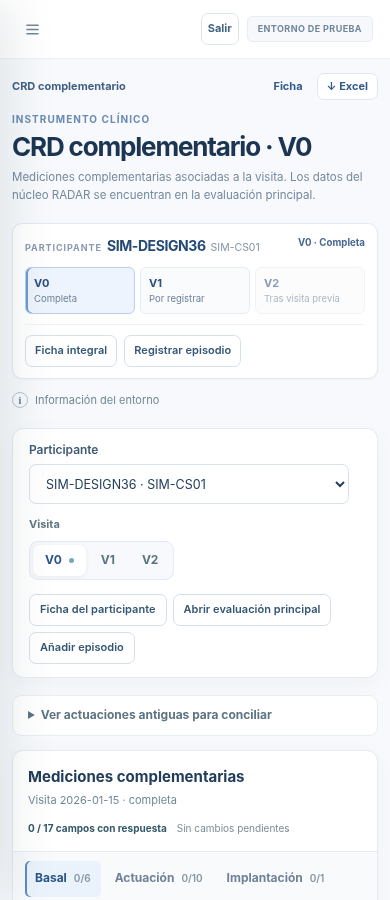 Salir
ENTORNO DE PRUEBA
CRD complementario
Ficha
↓ Excel
INSTRUMENTO CLÍNICO
CRD complementario · V0
Mediciones complementarias asociadas a la visita. Los datos del
núcleo RADAR se encuentran en la evaluación principal.
PARTICIPANTE SIM-DESIGN36 SIM-CS01
V0 · Completa
V0
Completa
V1
Por registrar
V2
Tras visita previa
Ficha integral
Registrar episodio
i Información del entorno
Participante
SIM-DESIGN36 · SIM-CS01
Visita
V0 •
V1
V2
Ficha del participante
Abrir evaluación principal
Añadir episodio
▶ Ver actuaciones antiguas para conciliar
Mediciones complementarias
Visita 2026-01-15 · completa
0 / 17 campos con respuesta Sin cambios pendientes
Basal 0/6
Actuación 0/10
Implantación 0/1